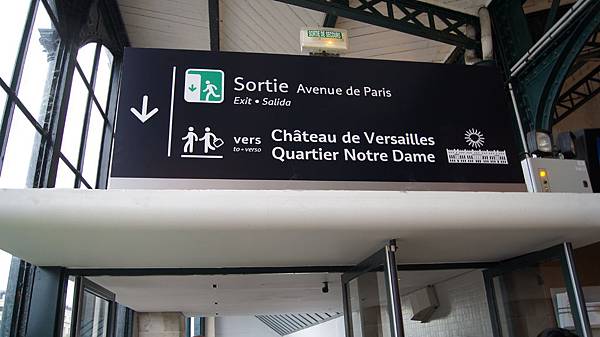 SORTIE DE SECOURS
Sortie Avenue de Paris
Exit • Salida
vers Château de Versailles
to • verso Quartier Notre Dame